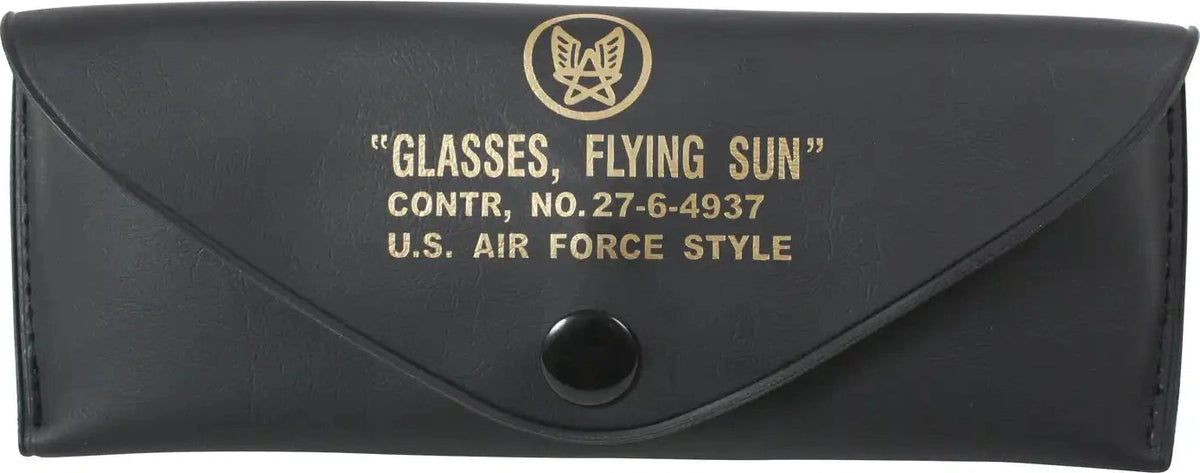 “GLASSES, FLYING SUN”
CONTR, NO. 27-6-4937
U.S. AIR FORCE STYLE